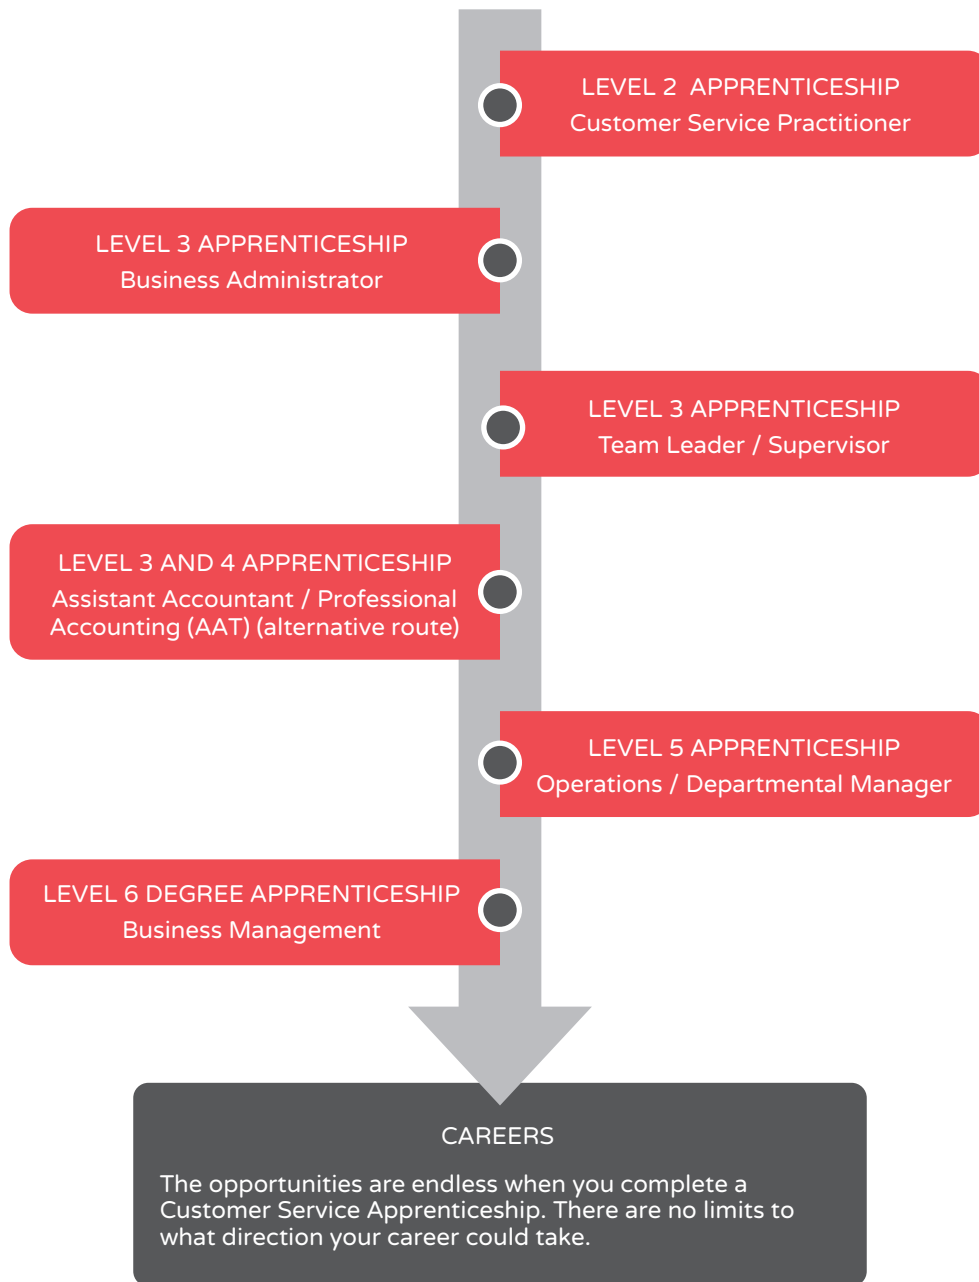 LEVEL 2  APPRENTICESHIP
Customer Service Practitioner
LEVEL 3 APPRENTICESHIP
Business Administrator
LEVEL 3 APPRENTICESHIP
Team Leader / Supervisor
LEVEL 3 AND 4 APPRENTICESHIP
Assistant Accountant / Professional
Accounting (AAT) (alternative route)
LEVEL 5 APPRENTICESHIP
Operations / Departmental Manager
LEVEL 6 DEGREE APPRENTICESHIP
Business Management
CAREERS
The opportunities are endless when you complete a
Customer Service Apprenticeship. There are no limits to
what direction your career could take.